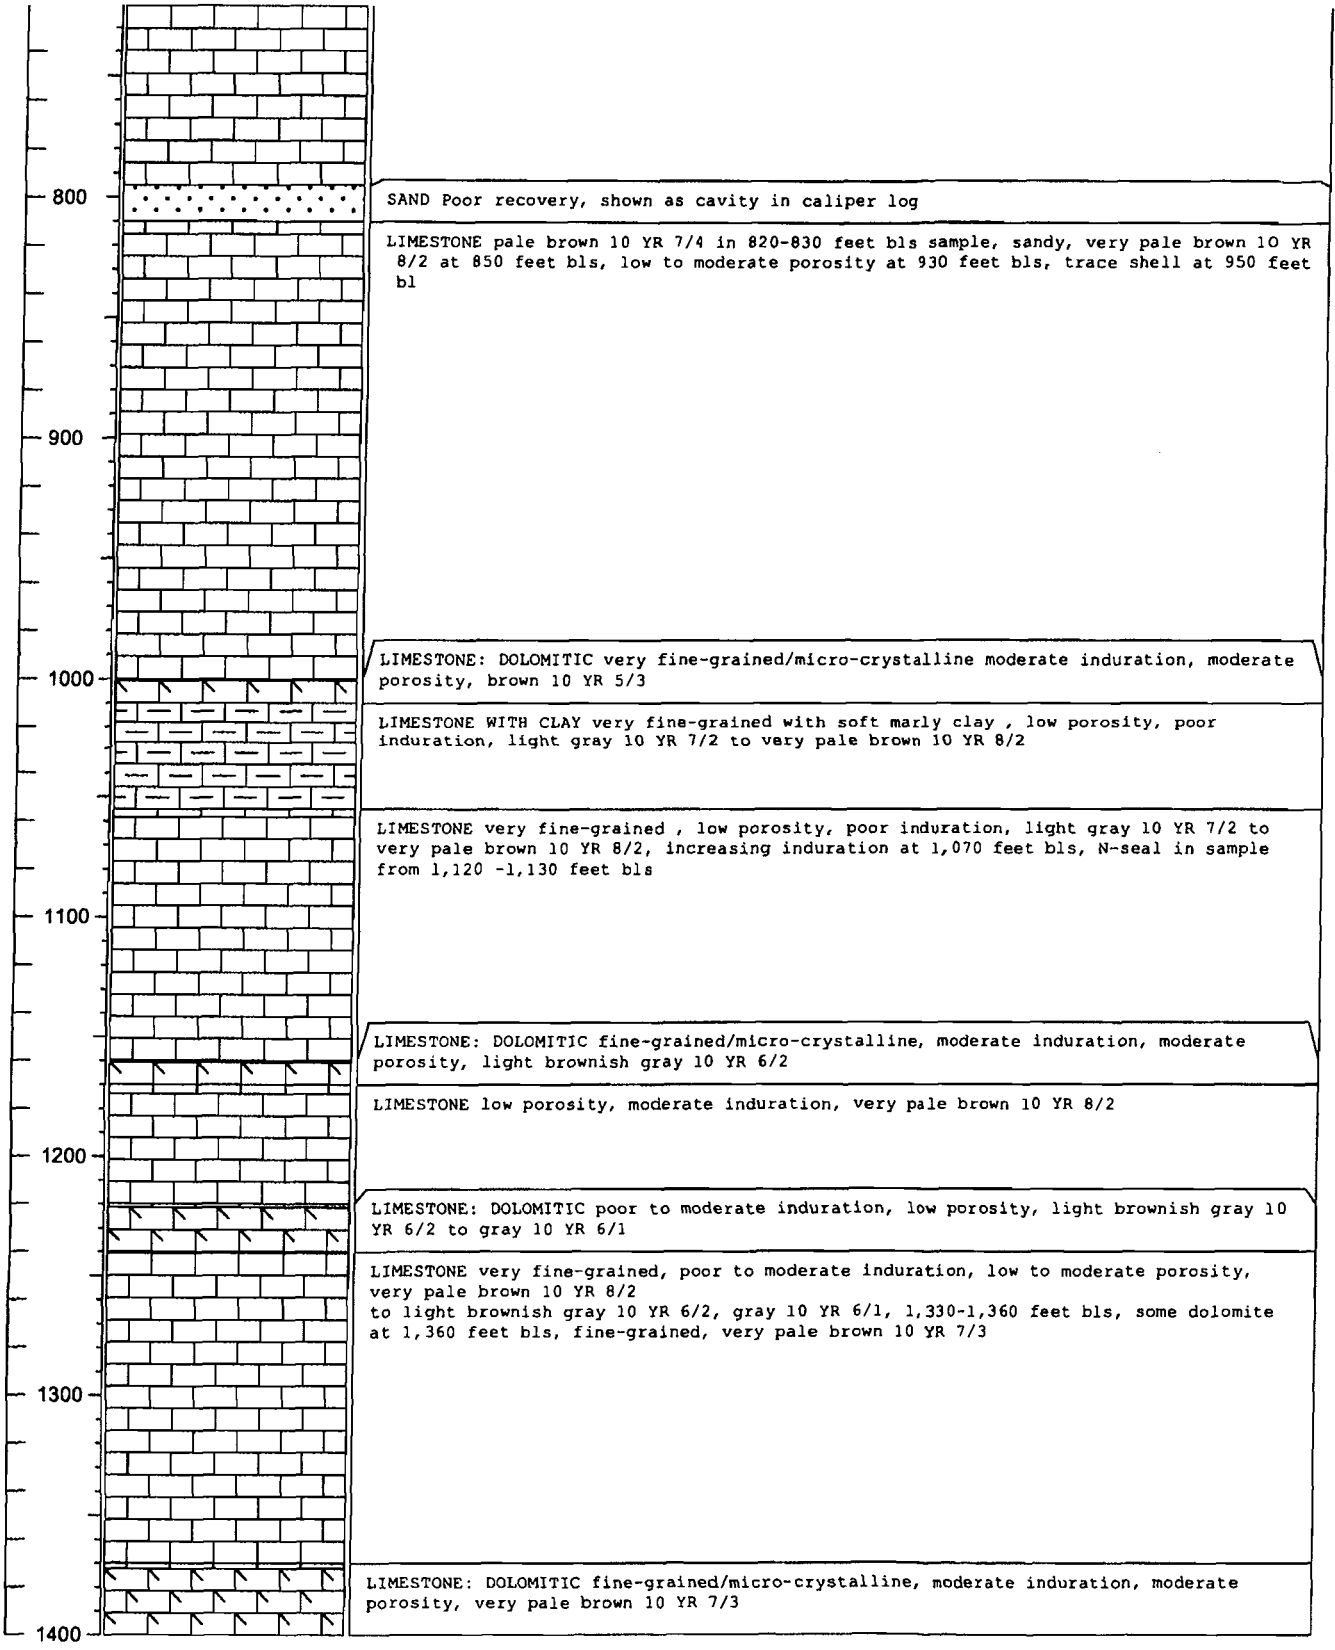 800
SAND Poor recovery, shown as cavity in caliper log
LIMESTONE pale brown 10 YR 7/4 in 820-830 feet bls sample, sandy, very pale brown 10 YR
8/2 at 850 feet bls, low to moderate porosity at 930 feet bls, trace shell at 950 feet
bl
900
1000
LIMESTONE: DOLOMITIC very fine-grained/micro-crystalline moderate induration, moderate
porosity, brown 10 YR 5/3
LIMESTONE WITH CLAY very fine-grained with soft marly clay , low porosity, poor
induration, light gray 10 YR 7/2 to very pale brown 10 YR 8/2
LIMESTONE very fine-grained , low porosity, poor induration, light gray 10 YR 7/2 to
very pale brown 10 YR 8/2, increasing induration at 1,070 feet bls, N-seal in sample
from 1,120 -1,130 feet bls
1100
LIMESTONE: DOLOMITIC fine-grained/micro-crystalline, moderate induration, moderate
porosity, light brownish gray 10 YR 6/2
LIMESTONE low porosity, moderate induration, very pale brown 10 YR 8/2
1200
LIMESTONE: DOLOMITIC poor to moderate induration, low porosity, light brownish gray 10
YR 6/2 to gray 10 YR 6/1
LIMESTONE very fine-grained, poor to moderate induration, low to moderate porosity,
very pale brown 10 YR 8/2
to light brownish gray 10 YR 6/2, gray 10 YR 6/1, 1,330-1,360 feet bls, some dolomite
at 1,360 feet bls, fine-grained, very pale brown 10 YR 7/3
1300
LIMESTONE: DOLOMITIC fine-grained/micro-crystalline, moderate induration, moderate
porosity, very pale brown 10 YR 7/3
1400